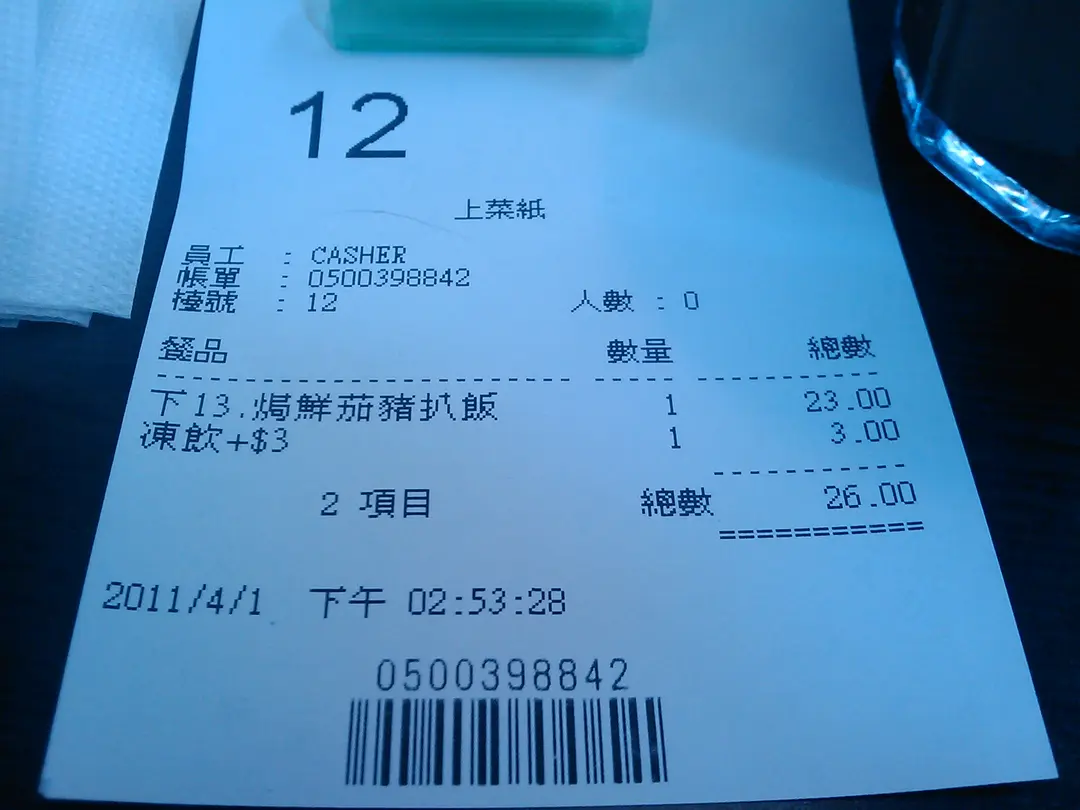 12
上菜紙
員工 : CASHER
帳單 : 0500398842
檯號 : 12 人數 : 0
餐品 數量 總數
下13.焗鮮茄豬扒飯 1 23.00
凍飲+$3 1 3.00
2 項目 總數 26.00
2011/4/1 下午 02:53:28
0500398842